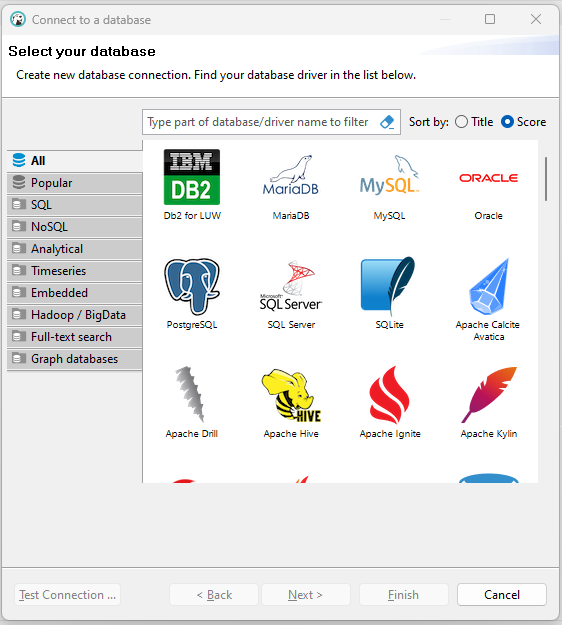 Connect to a database
Select your database
Create new database connection. Find your database driver in the list below.
Type part of database/driver name to filter
Sort by:
Title
Score
All
Popular
SQL
NoSQL
Analytical
Timeseries
Embedded
Hadoop / BigData
Full-text search
Graph databases
IBM
DB2
Db2 for LUW
MariaDB
MariaDB
MySQL
MySQL
ORACLE
Oracle
PostgreSQL
Microsoft
SQL Server
SQL Server
SQLite
Apache Calcite
Avatica
Apache Drill
HIVE
Apache Hive
Apache Ignite
Apache Kylin
Test Connection ...
< Back
Next >
Finish
Cancel